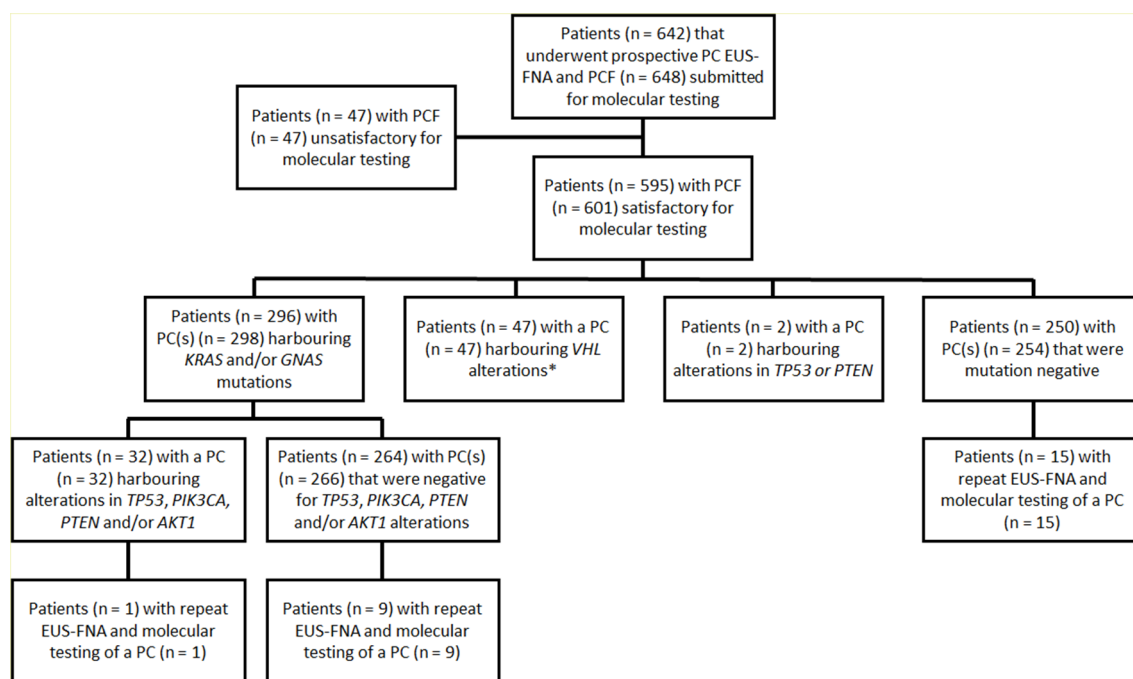 Patients (n = 642) that
underwent prospective PC EUS-
FNA and PCF (n = 648) submitted
for molecular testing
Patients (n = 47) with PCF
(n = 47) unsatisfactory for
molecular testing
Patients (n = 595) with PCF
(n = 601) satisfactory for
molecular testing
Patients (n = 296) with
PC(s) (n = 298) harbouring
KRAS and/or GNAS
mutations
Patients (n = 47) with a PC
(n = 47) harbouring VHL
alterations*
Patients (n = 2) with a PC
(n = 2) harbouring
alterations in TP53 or PTEN
Patients (n = 250) with
PC(s) (n = 254) that were
mutation negative
Patients (n = 32) with a PC
(n = 32) harbouring
alterations in TP53, PIK3CA,
PTEN and/or AKT1
Patients (n = 264) with PC(s)
(n = 266) that were negative
for TP53, PIK3CA, PTEN
and/or AKT1 alterations
Patients (n = 15) with
repeat EUS-FNA and
molecular testing of a PC
(n = 15)
Patients (n = 1) with repeat
EUS-FNA and molecular
testing of a PC (n = 1)
Patients (n = 9) with repeat
EUS-FNA and molecular
testing of a PC (n = 9)